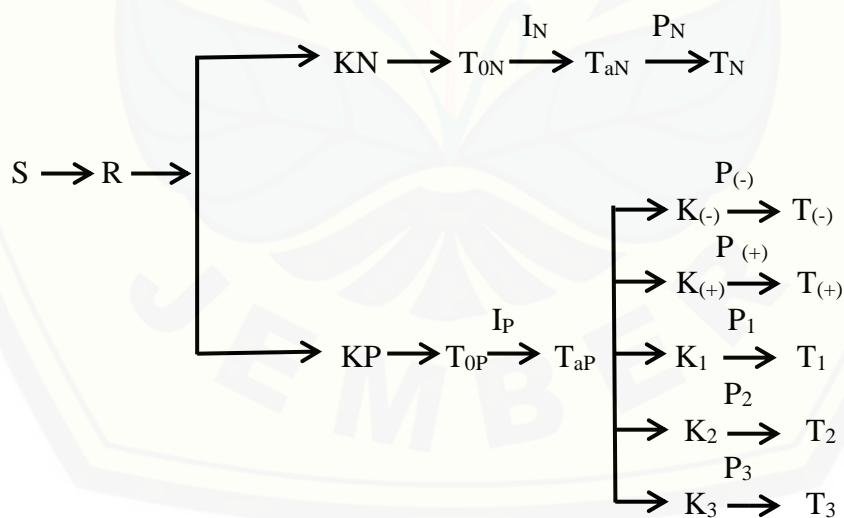 I_N P_N
KN T_0N T_aN T_N
S R
P_(-)
K_(-) T_(-)
P_(+)
K_(+) T_(+)
I_P P_1
KP T_0P T_aP K_1 T_1
P_2
K_2 T_2
P_3
K_3 T_3
JEMBER